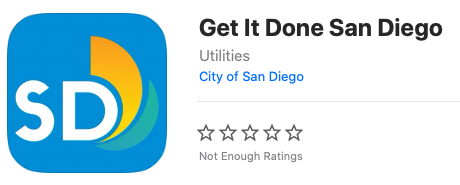 SD
Get It Done San Diego
Utilities
City of San Diego
Not Enough Ratings